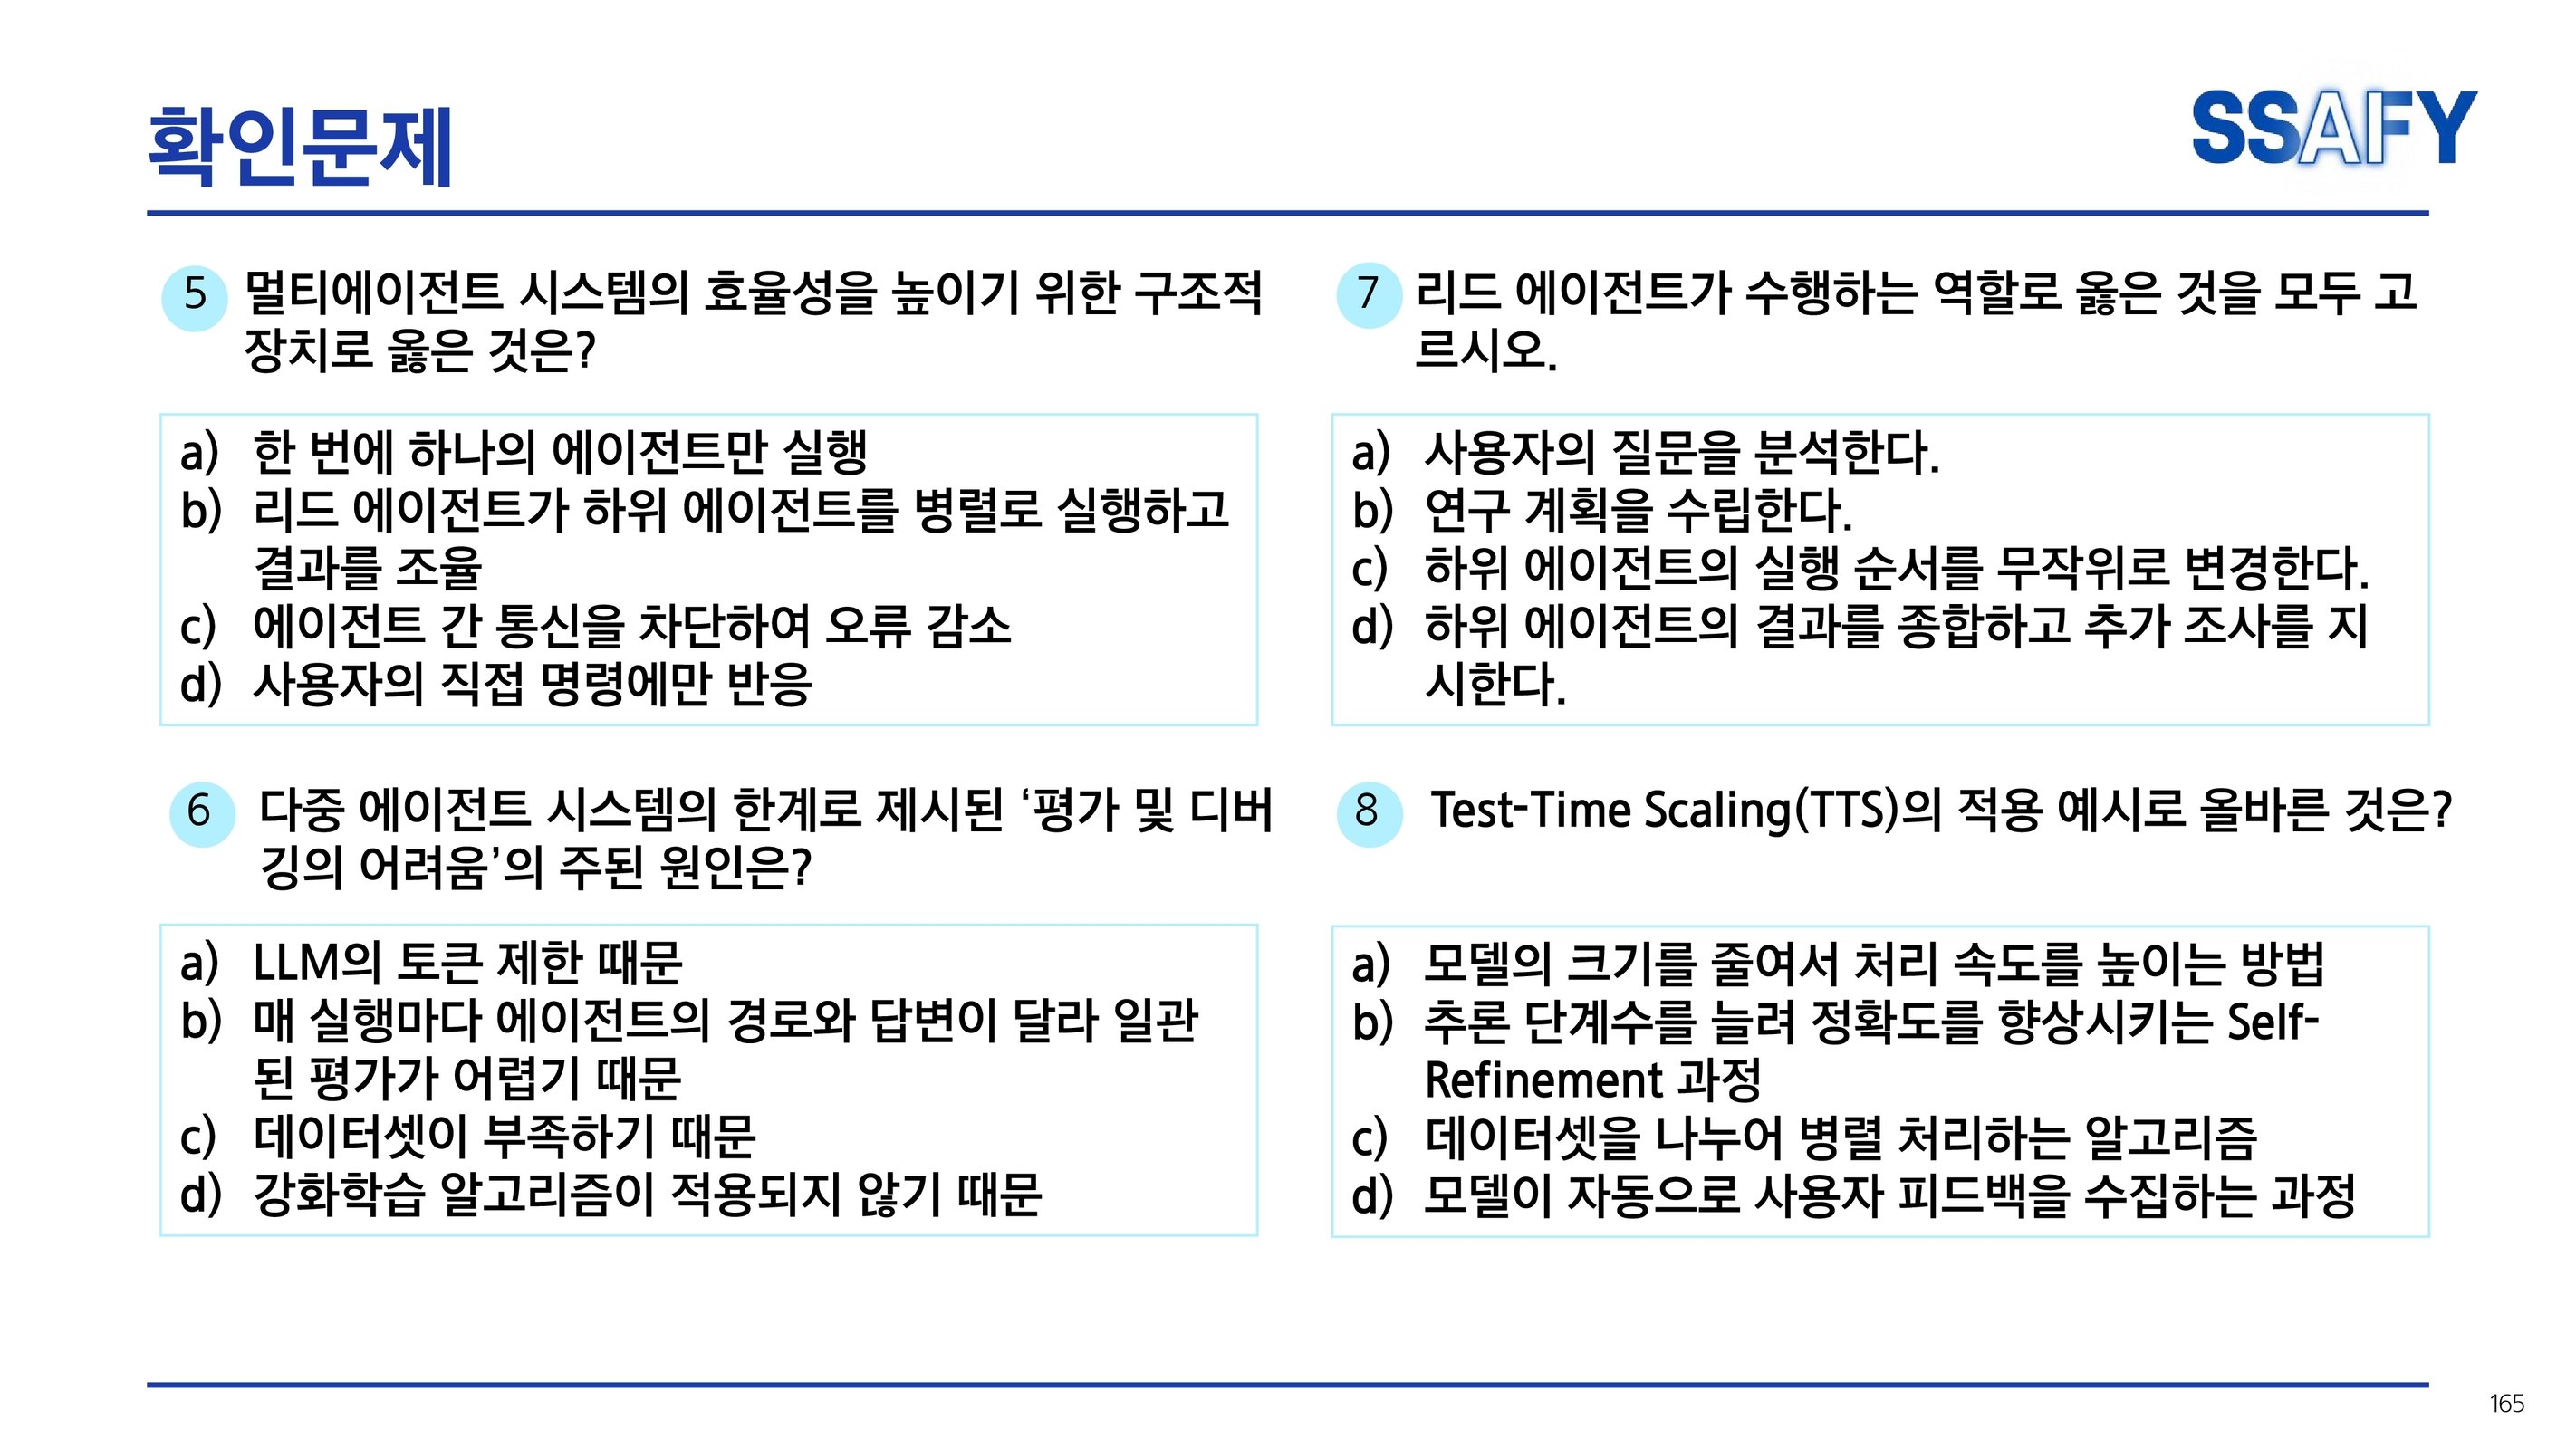 확인문제
SSAFY
5
멀티에이전트 시스템의 효율성을 높이기 위한 구조적
장치로 옳은 것은?
a) 한 번에 하나의 에이전트만 실행
b) 리드 에이전트가 하위 에이전트를 병렬로 실행하고
결과를 조율
c) 에이전트 간 통신을 차단하여 오류 감소
d) 사용자의 직접 명령에만 반응
6
다중 에이전트 시스템의 한계로 제시된 ‘평가 및 디버
깅의 어려움’의 주된 원인은?
a) LLM의 토큰 제한 때문
b) 매 실행마다 에이전트의 경로와 답변이 달라 일관
된 평가가 어렵기 때문
c) 데이터셋이 부족하기 때문
d) 강화학습 알고리즘이 적용되지 않기 때문
7
리드 에이전트가 수행하는 역할로 옳은 것을 모두 고
르시오.
a) 사용자의 질문을 분석한다.
b) 연구 계획을 수립한다.
c) 하위 에이전트의 실행 순서를 무작위로 변경한다.
d) 하위 에이전트의 결과를 종합하고 추가 조사를 지
시한다.
8
Test-Time Scaling(TTS)의 적용 예시로 올바른 것은?
a) 모델의 크기를 줄여서 처리 속도를 높이는 방법
b) 추론 단계수를 늘려 정확도를 향상시키는 Self-
Refinement 과정
c) 데이터셋을 나누어 병렬 처리하는 알고리즘
d) 모델이 자동으로 사용자 피드백을 수집하는 과정
165